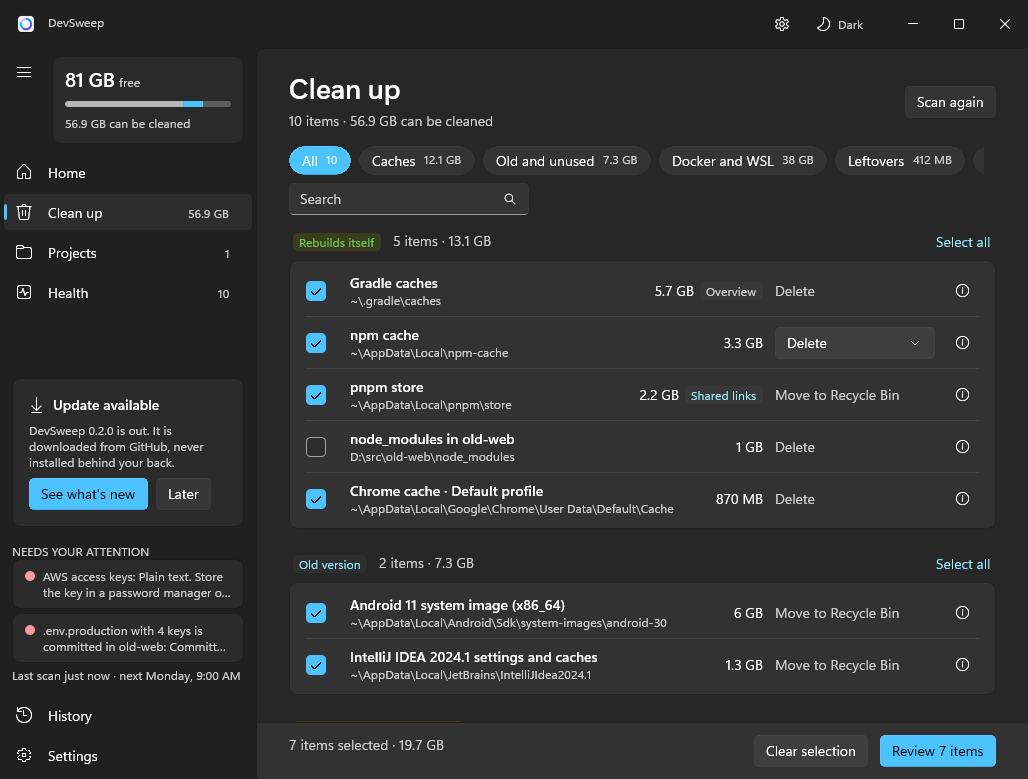 DevSweep
Dark
81 GB free
56.9 GB can be cleaned
Home
Clean up 56.9 GB
Projects 1
Health 10
Update available
DevSweep 0.2.0 is out. It is
downloaded from GitHub, never
installed behind your back.
See what's new Later
NEEDS YOUR ATTENTION
AWS access keys: Plain text. Store
the key in a password manager o...
.env.production with 4 keys is
committed in old-web: Committ...
Last scan just now · next Monday, 9:00 AM
History
Settings
Clean up
10 items · 56.9 GB can be cleaned
Scan again
All 10 Caches 12.1 GB Old and unused 7.3 GB Docker and WSL 38 GB Leftovers 412 MB
Search
Rebuilds itself 5 items · 13.1 GB Select all
Gradle caches
~\.gradle\caches
5.7 GB Overview Delete
npm cache
~\AppData\Local\npm-cache
3.3 GB Delete
pnpm store
~\AppData\Local\pnpm\store
2.2 GB Shared links Move to Recycle Bin
node_modules in old-web
D:\src\old-web\node_modules
1 GB Delete
Chrome cache · Default profile
~\AppData\Local\Google\Chrome\User Data\Default\Cache
870 MB Delete
Old version 2 items · 7.3 GB Select all
Android 11 system image (x86_64)
~\AppData\Local\Android\Sdk\system-images\android-30
6 GB Move to Recycle Bin
IntelliJ IDEA 2024.1 settings and caches
~\AppData\Local\JetBrains\IntelliJIdea2024.1
1.3 GB Move to Recycle Bin
7 items selected · 19.7 GB
Clear selection Review 7 items